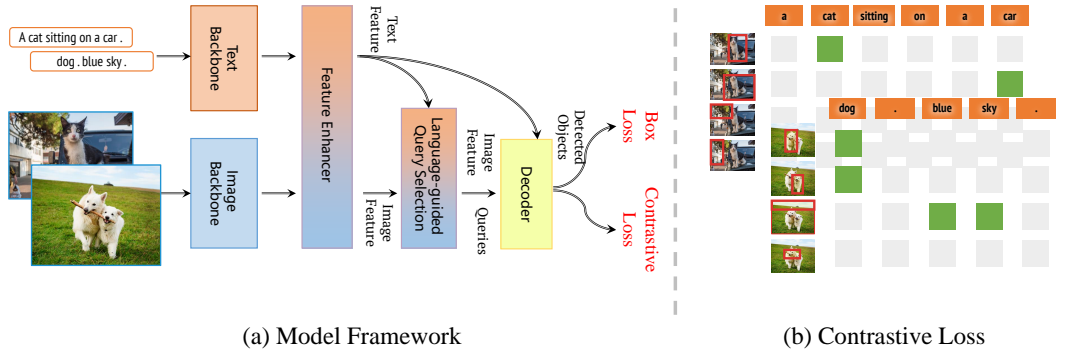 A cat sitting on a car .
dog . blue sky .
Text Backbone
Image Backbone
Feature Enhancer
Text Feature
Image Feature
Language-guided Query Selection
Image Feature
Queries
Decoder
Detected Objects
Box Loss
Contrastive Loss
(a) Model Framework
a cat sitting on a car
dog . blue sky .
(b) Contrastive Loss